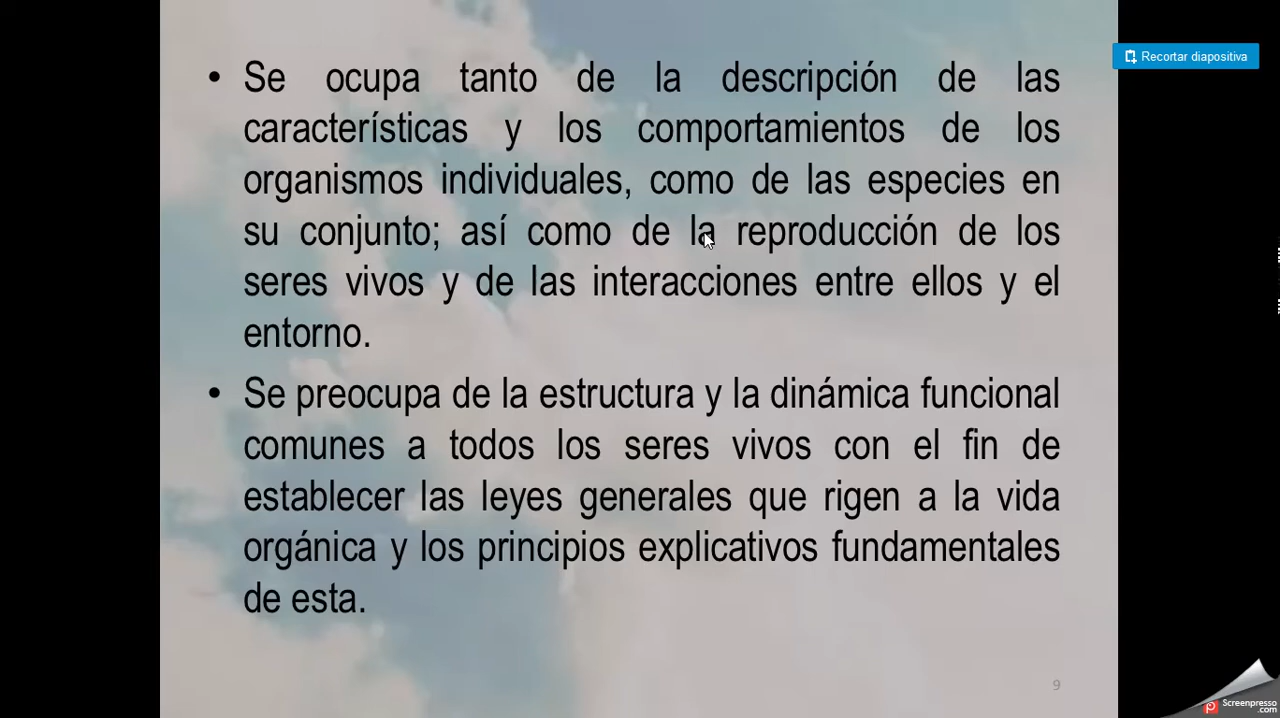 Recortar diapositiva
• Se ocupa tanto de la descripción de las
características y los comportamientos de los
organismos individuales, como de las especies en
su conjunto; así como de la reproducción de los
seres vivos y de las interacciones entre ellos y el
entorno.
• Se preocupa de la estructura y la dinámica funcional
comunes a todos los seres vivos con el fin de
establecer las leyes generales que rigen a la vida
orgánica y los principios explicativos fundamentales
de esta.
9
Screenpresso
.com